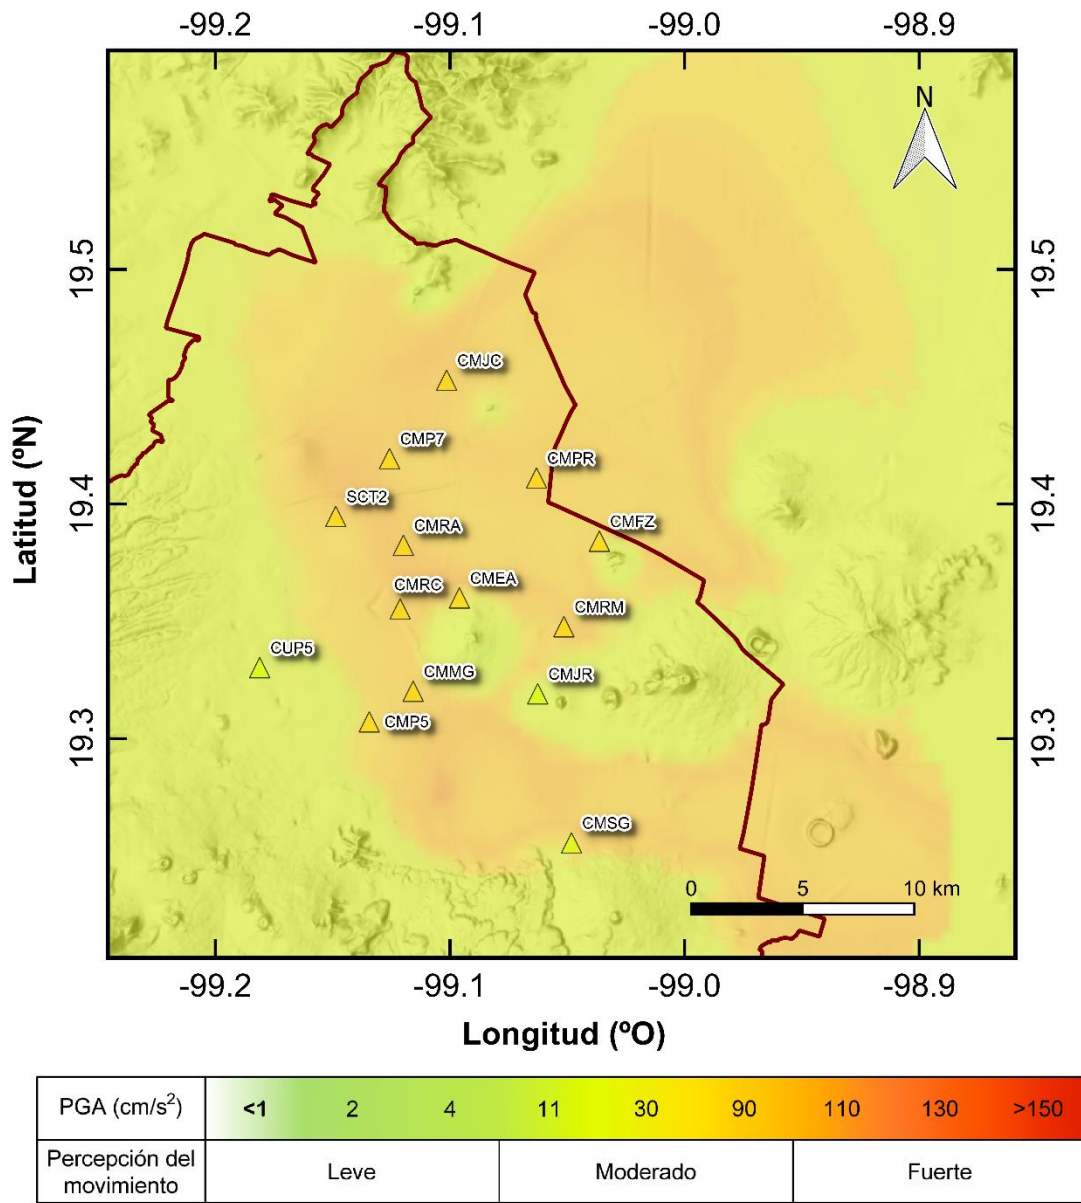 -99.2 -99.1 -99.0 -98.9
N
19.5 19.5
CMJC
CMP7
CMPR
SCT2
19.4 19.4
CMRA
CMFZ
CMRC
CMEA
CMRM
CUP5
CMMG
CMJR
CMP5
19.3 19.3
CMSG
0 5 10 km
Latitud (ºN)
-99.2 -99.1 -99.0 -98.9
Longitud (ºO)
PGA (cm/s²) <1 2 4 11 30 90 110 130 >150
Percepción del
movimiento
Leve Moderado Fuerte